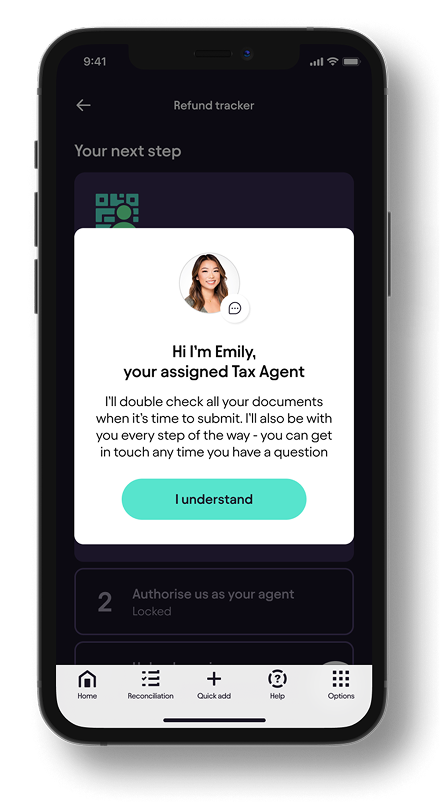 9:41
Refund tracker
Your next step
Hi I'm Emily,
your assigned Tax Agent
I'll double check all your documents
when it's time to submit. I'll also be with
you every step of the way - you can get
in touch any time you have a question
I understand
2
Authorise us as your agent
Locked
Home
Reconciliation
Quick add
Help
Options